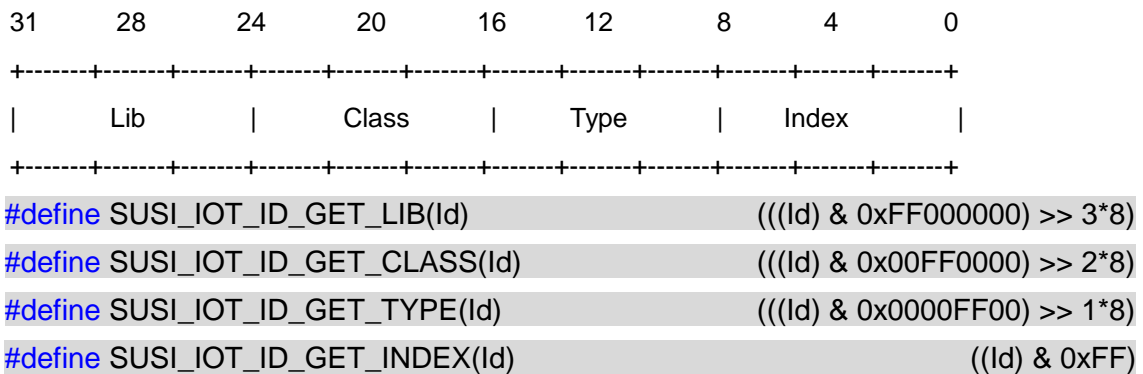 31 28 24 20 16 12 8 4 0
+-------+-------+-------+-------+-------+-------+-------+-------+-------+-------+-------+-------+
| Lib | Class | Type | Index |
+-------+-------+-------+-------+-------+-------+-------+-------+-------+-------+-------+-------+
#define SUSI_IOT_ID_GET_LIB(Id) (((Id) & 0xFF000000) >> 3*8)
#define SUSI_IOT_ID_GET_CLASS(Id) (((Id) & 0x00FF0000) >> 2*8)
#define SUSI_IOT_ID_GET_TYPE(Id) (((Id) & 0x0000FF00) >> 1*8)
#define SUSI_IOT_ID_GET_INDEX(Id) ((Id) & 0xFF)